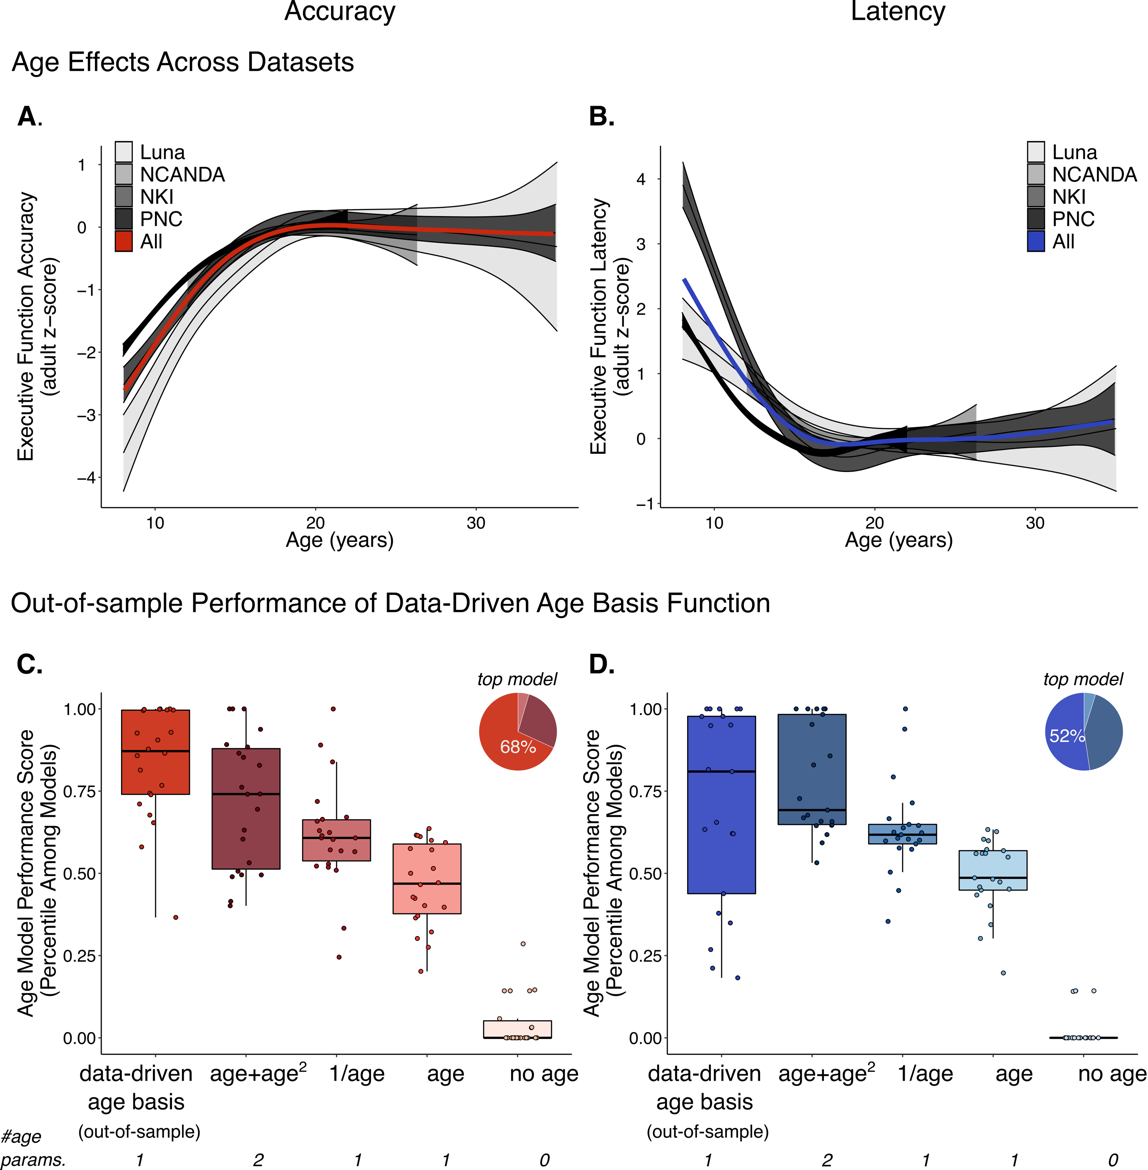 Accuracy
Latency
Age Effects Across Datasets
A.
Luna
NCANDA
NKI
PNC
All
1
0
−1
−2
−3
−4
10
20
30
Age (years)
Executive Function Accuracy
(adult z−score)
B.
Luna
NCANDA
NKI
PNC
All
4
3
2
1
0
−1
10
20
30
Age (years)
Executive Function Latency
(adult z−score)
Out-of-sample Performance of Data-Driven Age Basis Function
C.
top model
68%
1.00
0.75
0.50
0.25
0.00
Age Model Performance Score
(Percentile Among Models)
data-driven age+age² 1/age age no age
age basis
(out-of-sample)
D.
top model
52%
1.00
0.75
0.50
0.25
0.00
Age Model Performance Score
(Percentile Among Models)
data-driven age+age² 1/age age no age
age basis
(out-of-sample)
#age
params. 1 2 1 1 0 1 2 1 1 0